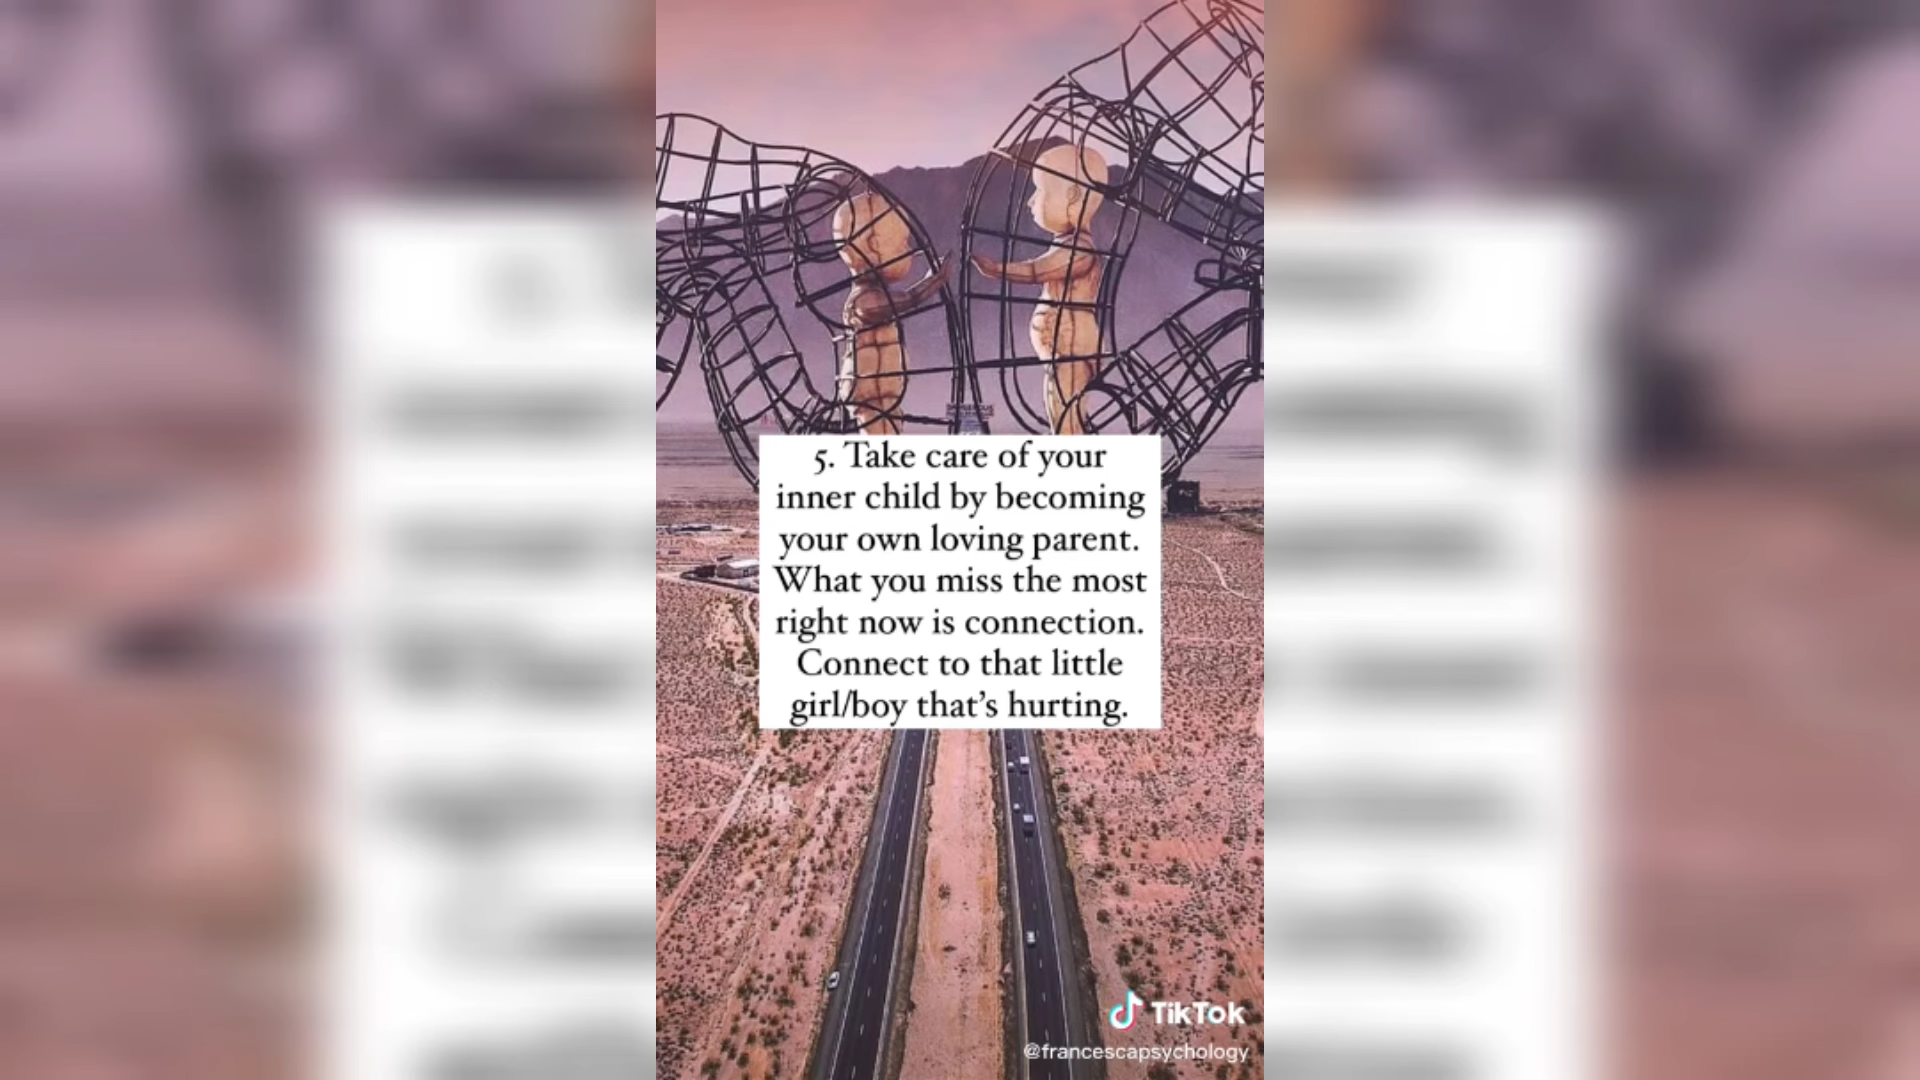 5. Take care of your
inner child by becoming
your own loving parent.
What you miss the most
right now is connection.
Connect to that little
girl/boy that's hurting.
TikTok
@francescapsychology